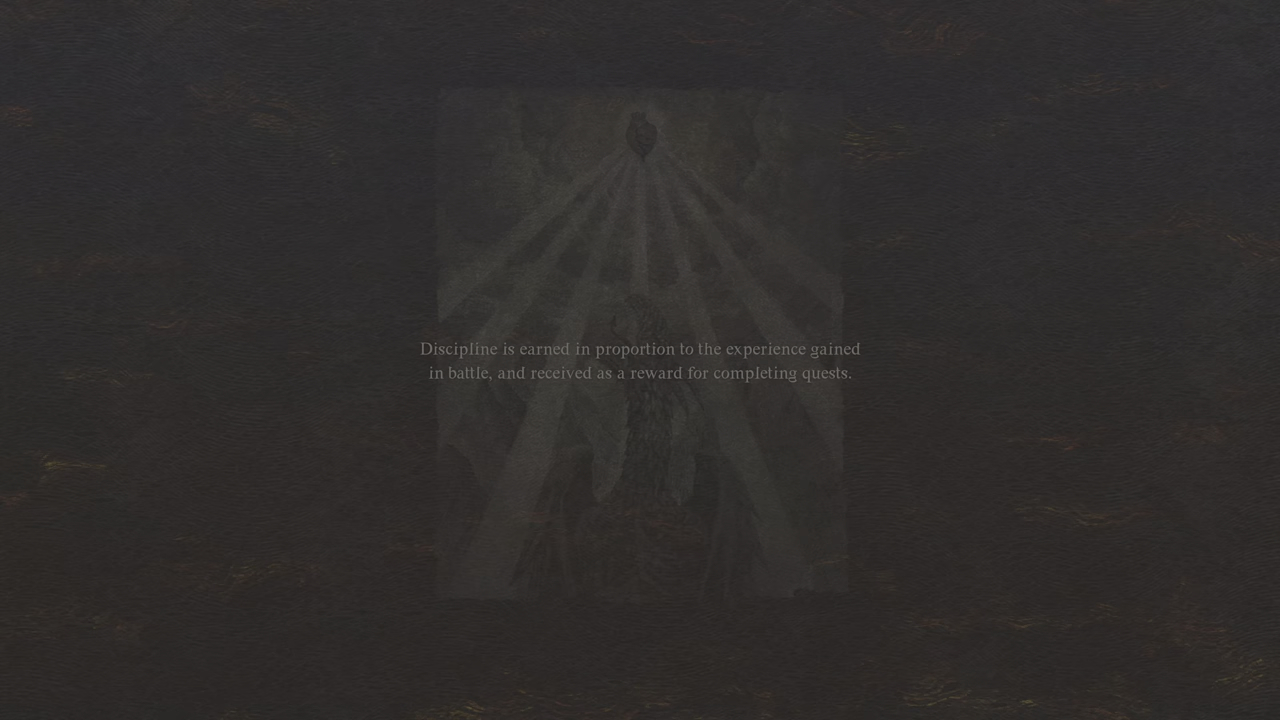 Discipline is earned in proportion to the experience gained
in battle, and received as a reward for completing quests.